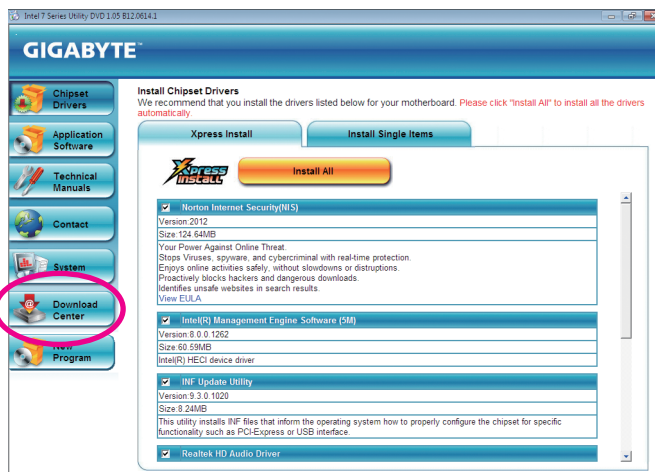 Intel 7 Series Utility DVD 1.05 B12.0614.1
GIGABYTE™
Chipset
Drivers
Application
Software
Technical
Manuals
Contact
System
Download
Center
New
Program
Install Chipset Drivers
We recommend that you install the drivers listed below for your motherboard. Please click "Install All" to install all the drivers
automatically.
Xpress Install
Install Single Items
Xpress
Install
Install All
Norton Internet Security(NIS)
Version:2012
Size:124.64MB
Your Power Against Online Threat.
Stops Viruses, spyware, and cybercriminal with real-time protection.
Enjoys online activities safely, without slowdowns or distruptions.
Proactively blocks hackers and dangerous downloads.
Identifies unsafe websites in search results.
View EULA
Intel(R) Management Engine Software (5M)
Version:8.0.0.1262
Size:60.59MB
Intel(R) HECI device driver
INF Update Utility
Version:9.3.0.1020
Size:8.24MB
This utility installs INF files that inform the operating system how to properly configure the chipset for specific
functionality such as PCI-Express or USB interface.
Realtek HD Audio Driver